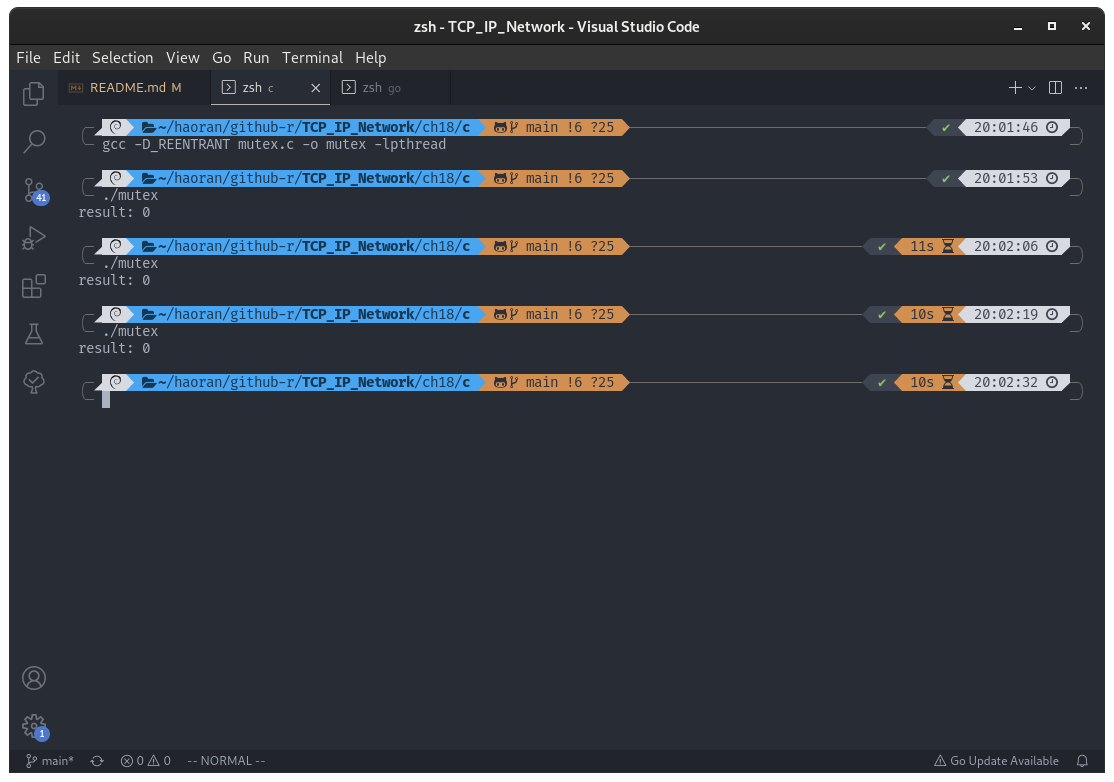 zsh - TCP_IP_Network - Visual Studio Code
File Edit Selection View Go Run Terminal Help
README.md M zsh c zsh go
~/haoran/github-r/TCP_IP_Network/ch18/c main !6 ?25 ✔ 20:01:46
gcc -D_REENTRANT mutex.c -o mutex -lpthread
~/haoran/github-r/TCP_IP_Network/ch18/c main !6 ?25 ✔ 20:01:53
./mutex
result: 0
~/haoran/github-r/TCP_IP_Network/ch18/c main !6 ?25 ✔ 11s 20:02:06
./mutex
result: 0
~/haoran/github-r/TCP_IP_Network/ch18/c main !6 ?25 ✔ 10s 20:02:19
./mutex
result: 0
~/haoran/github-r/TCP_IP_Network/ch18/c main !6 ?25 ✔ 10s 20:02:32
41
1
main* 0 0 -- NORMAL -- Go Update Available